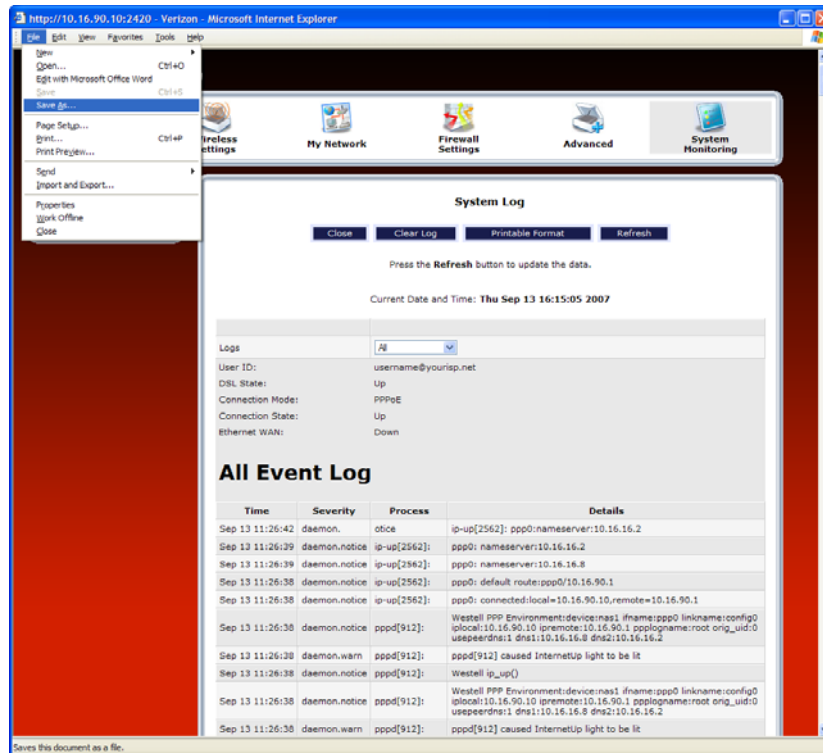 http://10.16.90.10:2420 - Verizon - Microsoft Internet Explorer
File Edit View Favorites Tools Help
New
Open... Ctrl+O
Edit with Microsoft Office Word
Save Ctrl+S
Save As...
Page Setup...
Print... Ctrl+P
Print Preview...
Send
Import and Export...
Properties
Work Offline
Close
My Network
Firewall Settings
Advanced
System Monitoring
System Log
Close Clear Log Printable Format Refresh
Press the Refresh button to update the data.
Current Date and Time: Thu Sep 13 16:15:05 2007
Logs All
User ID: username@yourisp.net
DSL State: Up
Connection Mode: PPPoE
Connection State: Up
Ethernet WAN: Down
All Event Log
Time Severity Process Details
Sep 13 11:26:42 daemon. otice ip-up[2562]: ppp0:nameserver:10.16.16.2
Sep 13 11:26:39 daemon.notice ip-up[2562]: ppp0: nameserver:10.16.16.2
Sep 13 11:26:39 daemon.notice ip-up[2562]: ppp0: nameserver:10.16.16.8
Sep 13 11:26:38 daemon.notice ip-up[2562]: ppp0: default route:ppp0/10.16.90.1
Sep 13 11:26:38 daemon.notice ip-up[2562]: ppp0: connected:local=10.16.90.10,remote=10.16.90.1
Sep 13 11:26:38 daemon.notice pppd[912]: Westell PPP Environment:device:nas1 ifname:ppp0 linkname:config0
iplocal:10.16.90.10 ipremote:10.16.90.1 ppplogname:root orig_uid:0
usepeerdns:1 dns1:10.16.16.8 dns2:10.16.16.2
Sep 13 11:26:38 daemon.warn pppd[912]: pppd[912] caused InternetUp light to be lit
Sep 13 11:26:38 daemon.notice pppd[912]: Westell ip_up()
Sep 13 11:26:38 daemon.notice pppd[912]: Westell PPP Environment:device:nas1 ifname:ppp0 linkname:config0
iplocal:10.16.90.10 ipremote:10.16.90.1 ppplogname:root orig_uid:0
usepeerdns:1 dns1:10.16.16.8 dns2:10.16.16.2
Sep 13 11:26:38 daemon.warn pppd[912]: pppd[912] caused InternetUp light to be lit
Saves this document as a file.